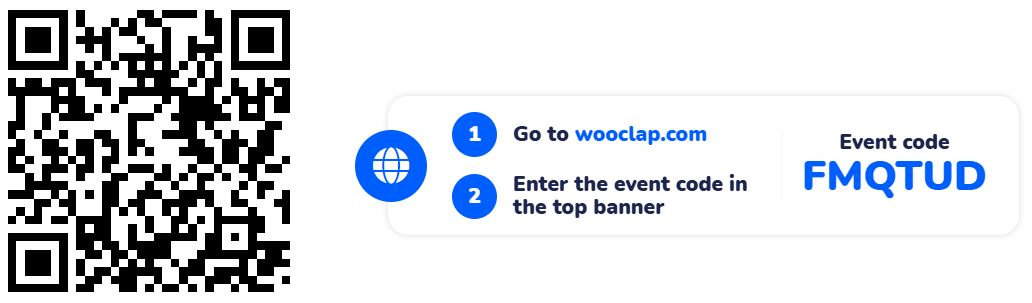 1 Go to wooclap.com
2 Enter the event code in
the top banner
Event code
FMQTUD